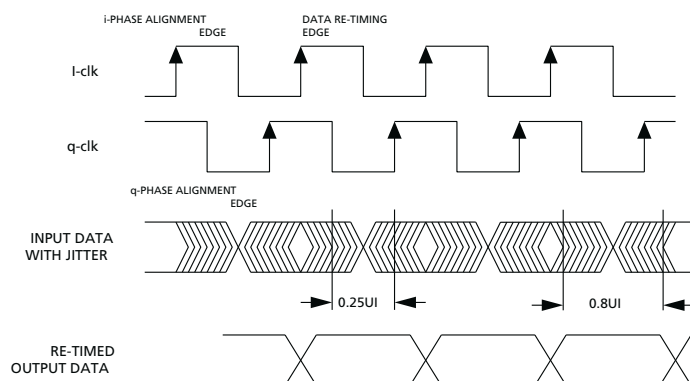 i-PHASE ALIGNMENT
EDGE
DATA RE-TIMING
EDGE
I-clk
q-clk
q-PHASE ALIGNMENT
EDGE
INPUT DATA
WITH JITTER
0.25UI
0.8UI
RE-TIMED
OUTPUT DATA